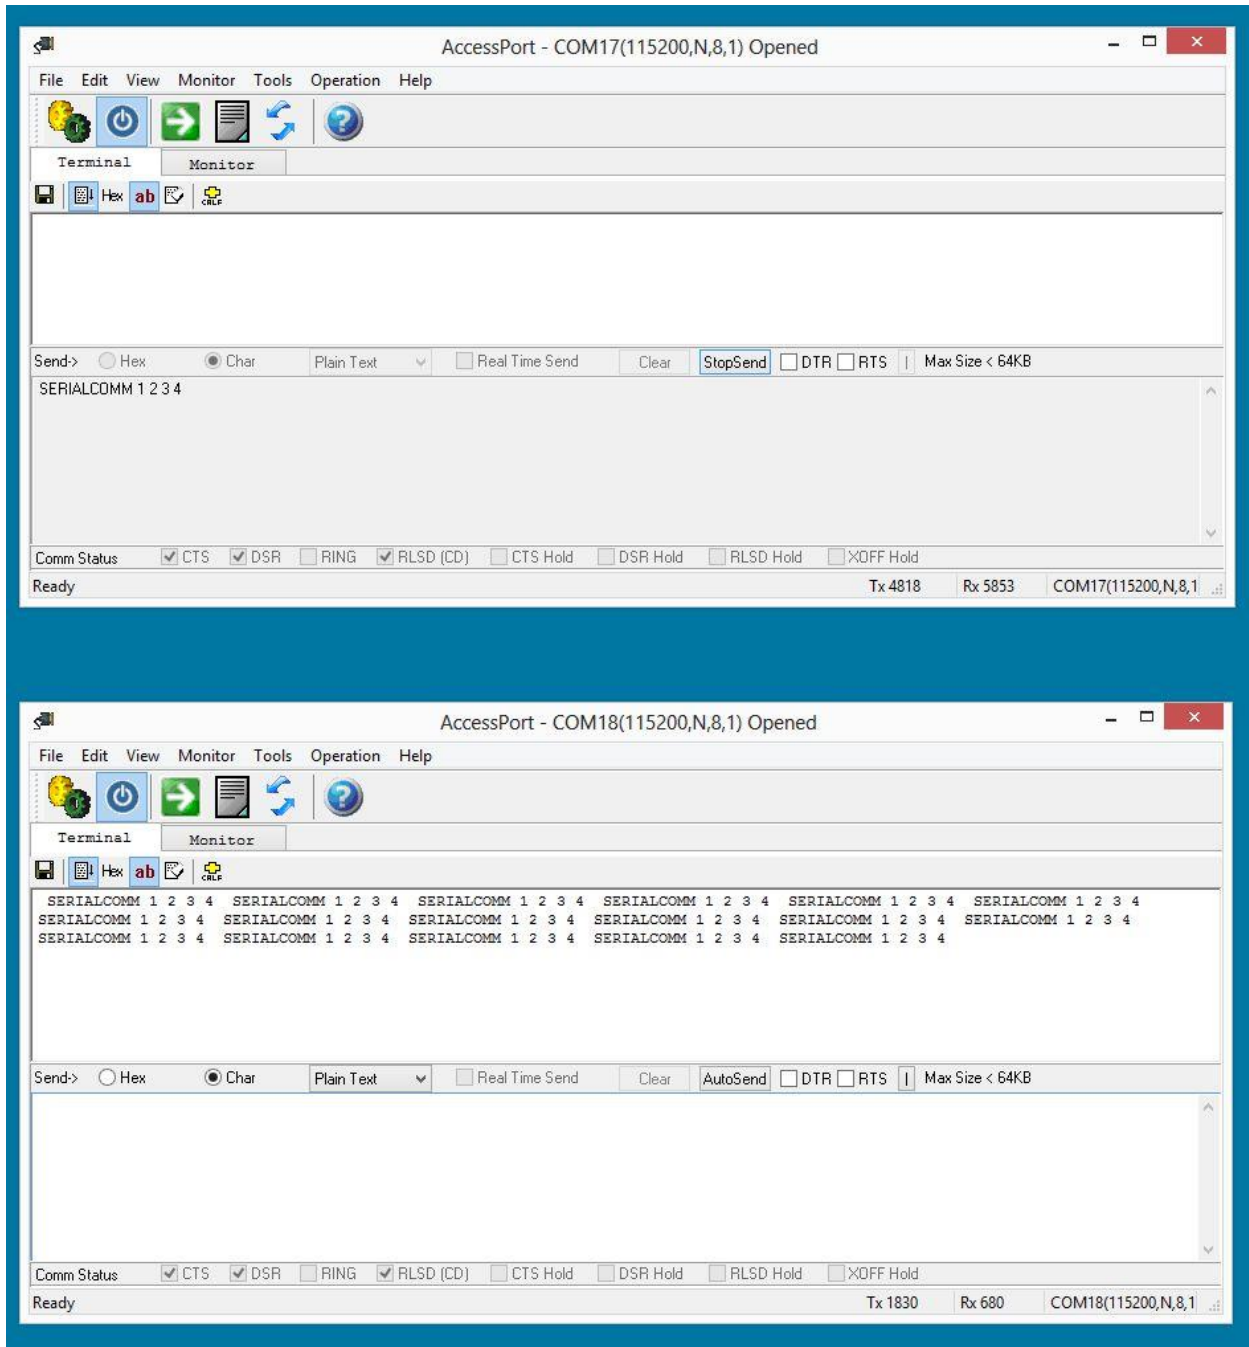 AccessPort - COM17(115200,N,8,1) Opened
File Edit View Monitor Tools Operation Help
Terminal Monitor
Hex ab CRLF
Send-> Hex Char Plain Text Real Time Send Clear StopSend DTR RTS | Max Size < 64KB
SERIALCOMM 1 2 3 4
Comm Status CTS DSR RING RLSD (CD) CTS Hold DSR Hold RLSD Hold XOFF Hold
Ready Tx 4818 Rx 5853 COM17(115200,N,8,1
AccessPort - COM18(115200,N,8,1) Opened
File Edit View Monitor Tools Operation Help
Terminal Monitor
Hex ab CRLF
SERIALCOMM 1 2 3 4 SERIALCOMM 1 2 3 4 SERIALCOMM 1 2 3 4 SERIALCOMM 1 2 3 4 SERIALCOMM 1 2 3 4 SERIALCOMM 1 2 3 4
SERIALCOMM 1 2 3 4 SERIALCOMM 1 2 3 4 SERIALCOMM 1 2 3 4 SERIALCOMM 1 2 3 4 SERIALCOMM 1 2 3 4 SERIALCOMM 1 2 3 4
SERIALCOMM 1 2 3 4 SERIALCOMM 1 2 3 4 SERIALCOMM 1 2 3 4 SERIALCOMM 1 2 3 4 SERIALCOMM 1 2 3 4
Send-> Hex Char Plain Text Real Time Send Clear AutoSend DTR RTS | Max Size < 64KB
Comm Status CTS DSR RING RLSD (CD) CTS Hold DSR Hold RLSD Hold XOFF Hold
Ready Tx 1830 Rx 680 COM18(115200,N,8,1